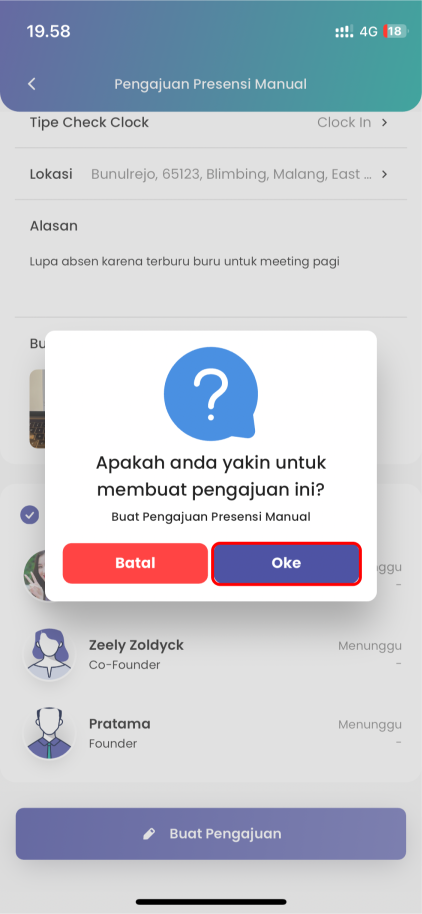 19.58
4G
18
Pengajuan Presensi Manual
Tipe Check Clock
Clock In
Lokasi
Bunulrejo, 65123, Blimbing, Malang, East ...
Alasan
Lupa absen karena terburu buru untuk meeting pagi
Bu
Apakah anda yakin untuk
membuat pengajuan ini?
Buat Pengajuan Presensi Manual
Batal
Oke
nggu
-
Zeely Zoldyck
Menunggu
Co-Founder
-
Pratama
Menunggu
Founder
-
Buat Pengajuan